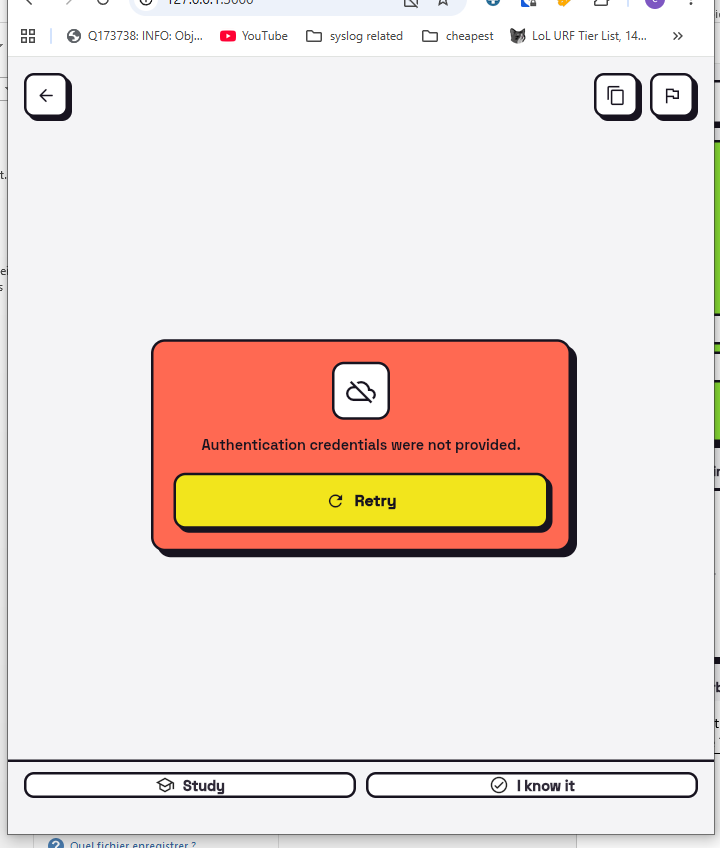 Q173738: INFO: Obj...
YouTube
syslog related
cheapest
LoL URF Tier List, 14...
Authentication credentials were not provided.
Retry
Study
I know it
Quel fichier enregistrer ?